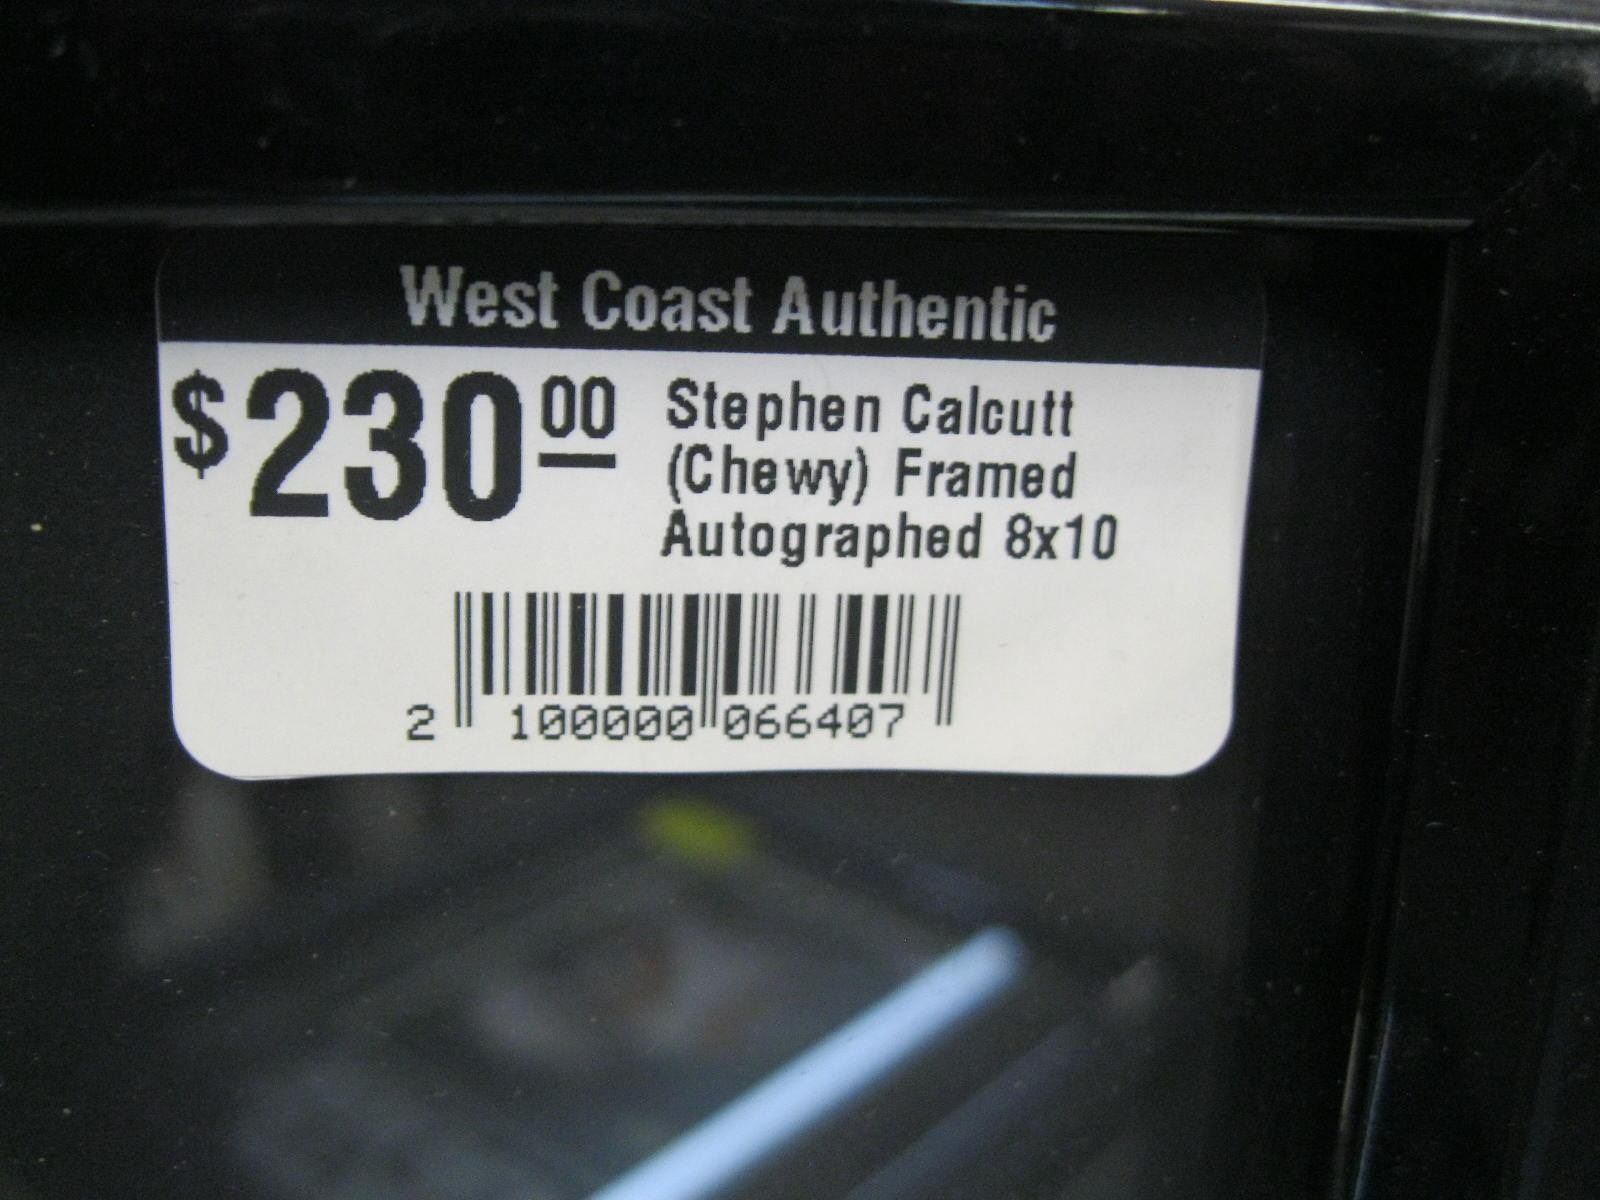 West Coast Authentic
$230.00
Stephen Calcutt
(Chewy) Framed
Autographed 8x10
2 100000 066407